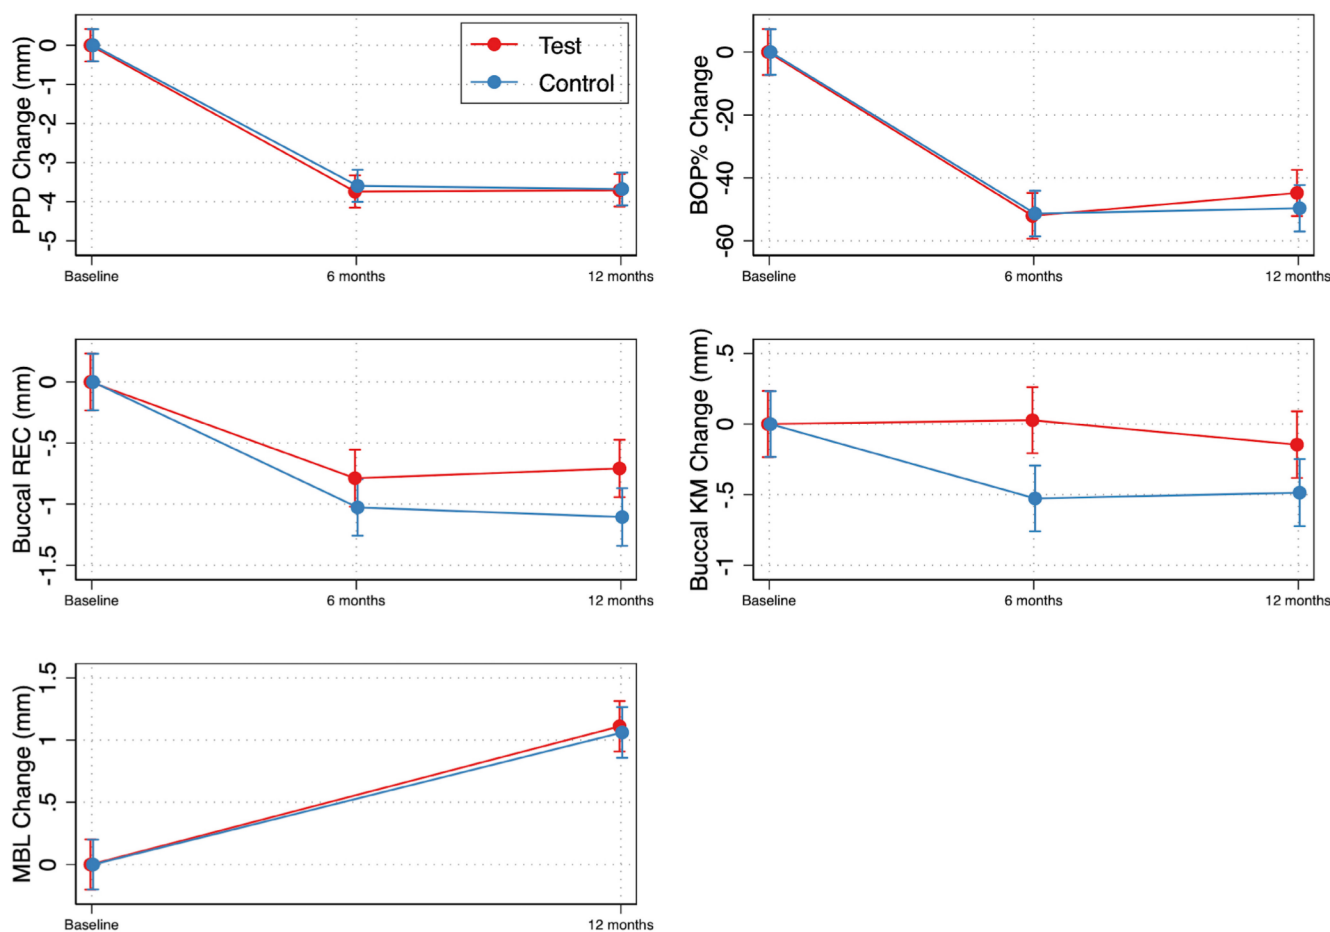 PPD Change (mm)
0
-1
-2
-3
-4
-5
Test
Control
Baseline
6 months
12 months
BOP% Change
0
-20
-40
-60
Baseline
6 months
12 months
Buccal REC (mm)
0
-.5
-1
-1.5
Baseline
6 months
12 months
Buccal KM Change (mm)
.5
0
-.5
-1
Baseline
6 months
12 months
MBL Change (mm)
1.5
1
.5
0
Baseline
12 months